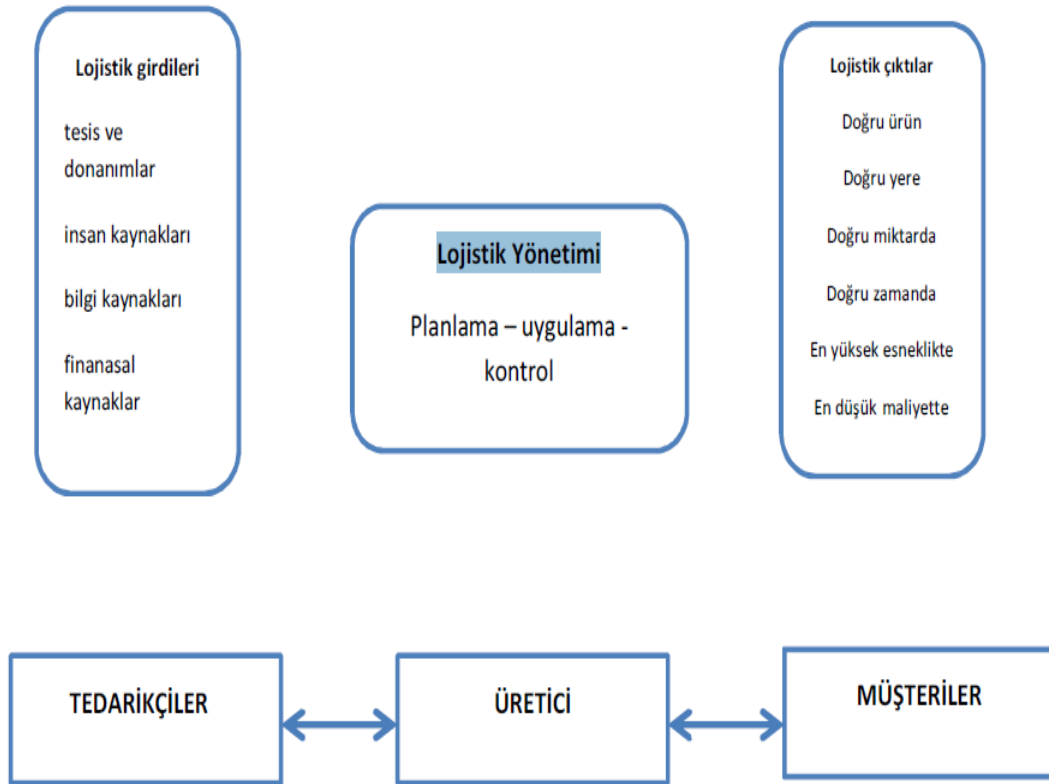 Lojistik girdileri
tesis ve
donanımlar
insan kaynakları
bilgi kaynakları
finanasal
kaynaklar
Lojistik Yönetimi
Planlama – uygulama -
kontrol
Lojistik çıktılar
Doğru ürün
Doğru yere
Doğru miktarda
Doğru zamanda
En yüksek esneklikte
En düşük maliyette
TEDARİKÇİLER
ÜRETİCİ
MÜŞTERİLER